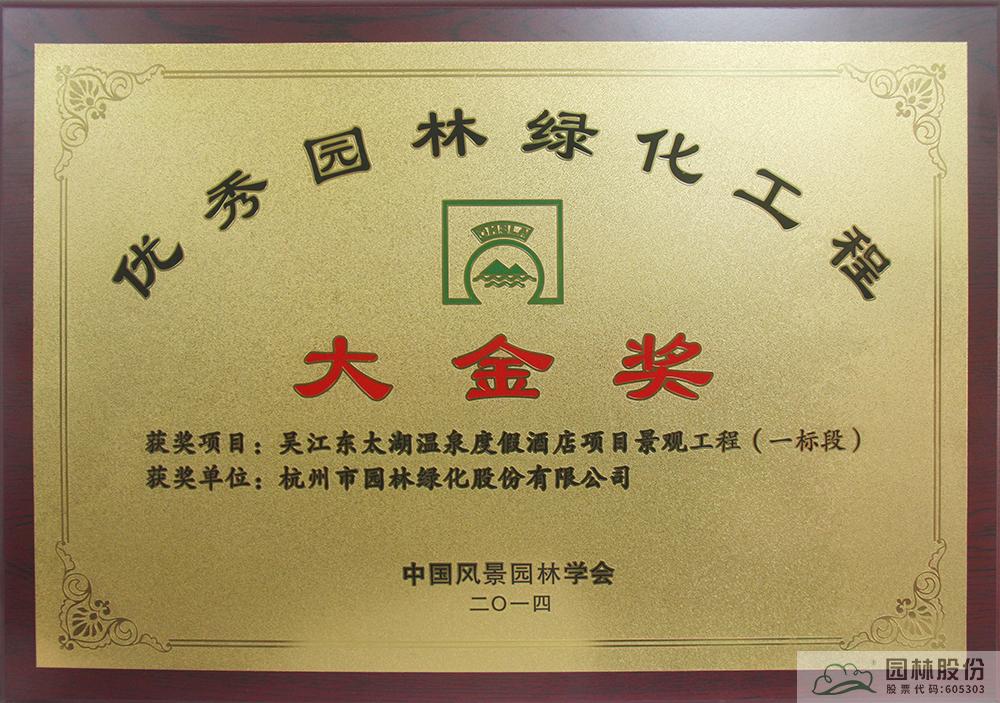 优秀园林绿化工程
CHSLA
大金奖
获奖项目：吴江东太湖温泉度假酒店项目景观工程（一标段）
获奖单位：杭州市园林绿化股份有限公司
中国风景园林学会
二〇一四
园林股份
股票代码:605303